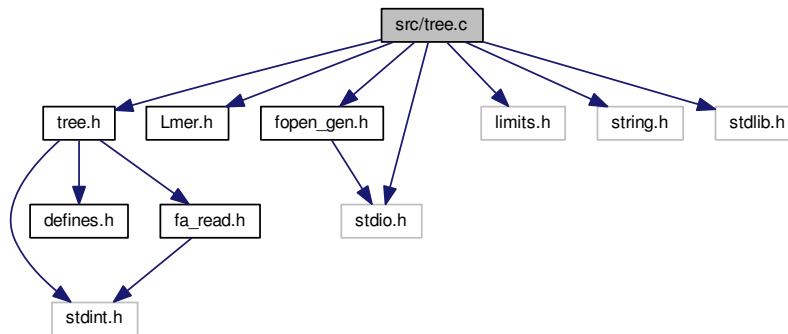 src/tree.c
tree.h
Lmer.h
fopen_gen.h
limits.h
string.h
stdlib.h
defines.h
fa_read.h
stdio.h
stdint.h